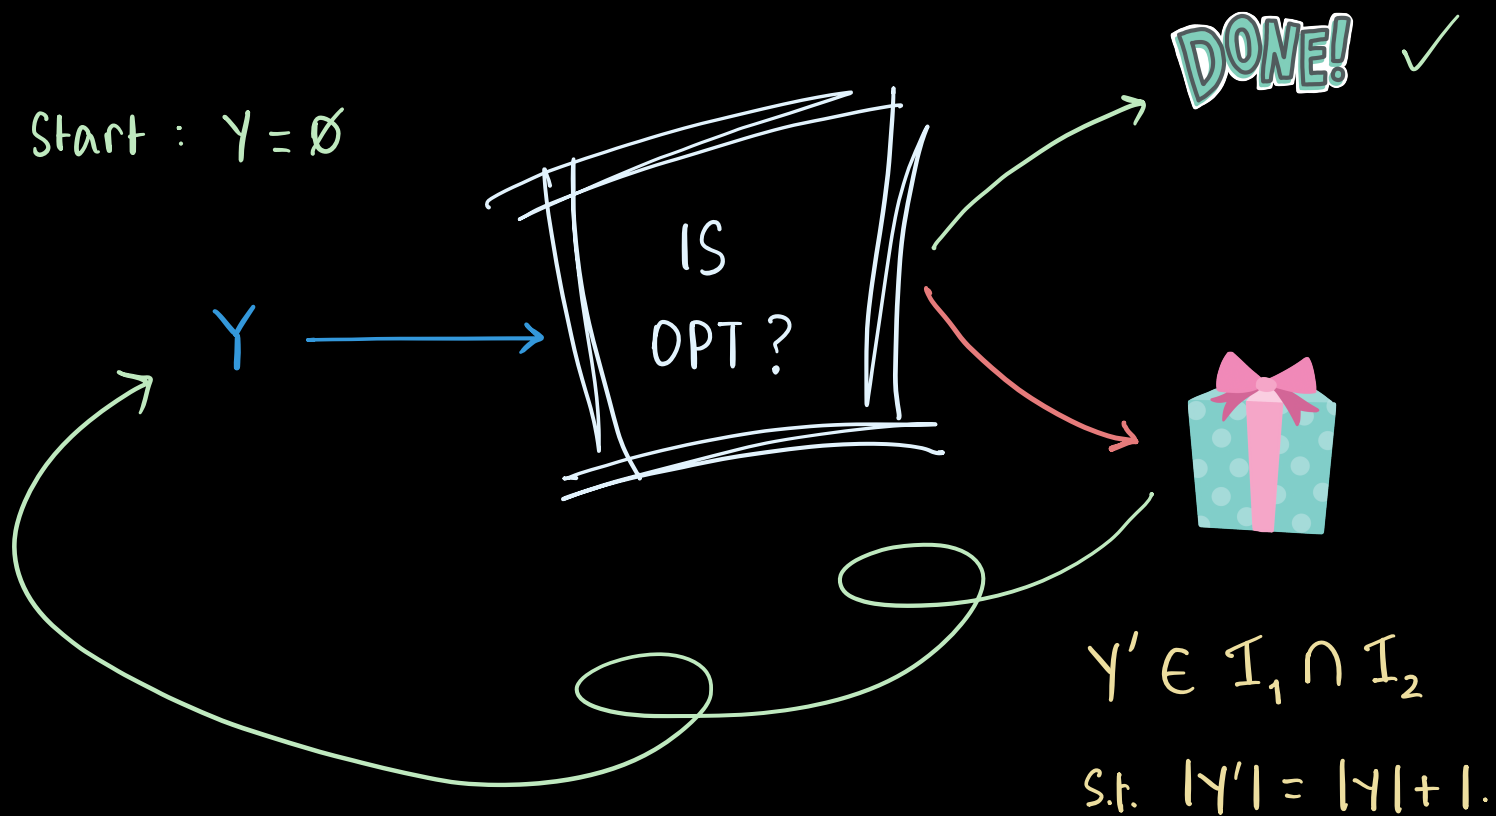 DONE!
Start : Y = Ø
IS
OPT ?
Y
Y' ∈ I₁ ∩ I₂
s.t. |Y'| = |Y| + 1.